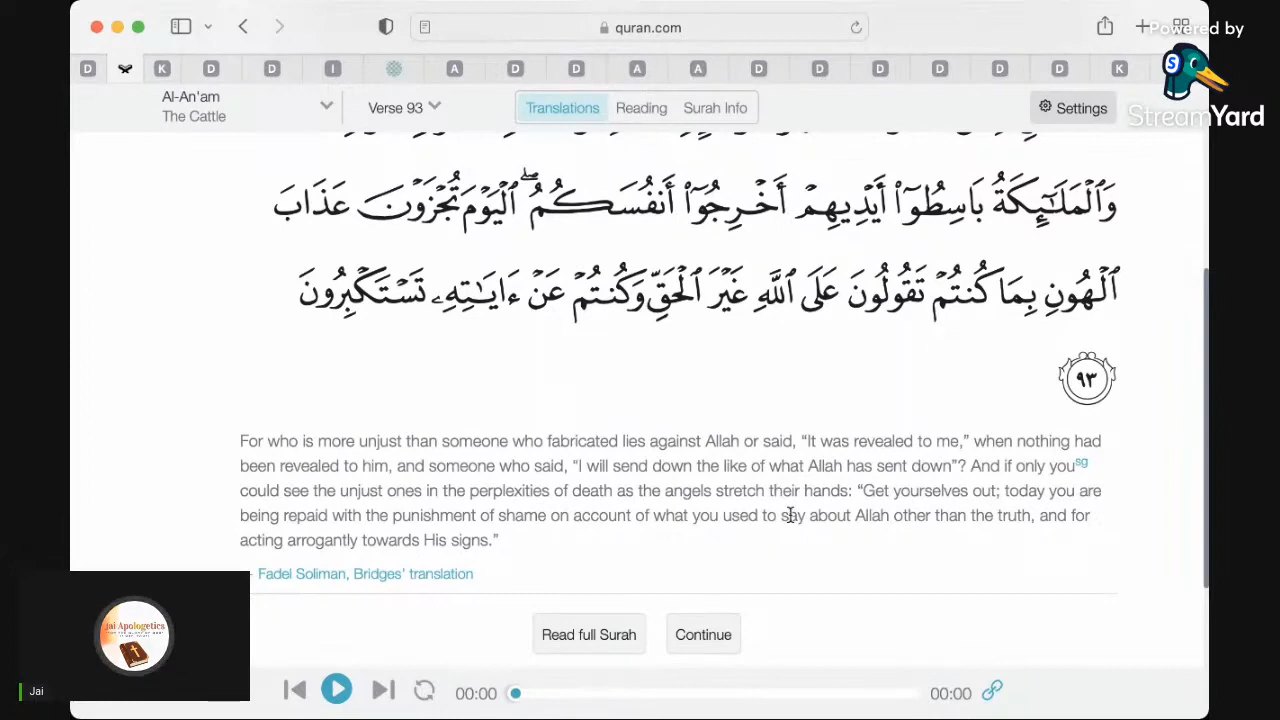 Powered by
StreamYard
quran.com
D K D D I A D D A A D D D D D D K
Al-An'am
The Cattle
Verse 93
Translations Reading Surah Info
Settings
وَٱلْمَلَـٰٓئِكَةُ بَاسِطُوٓا۟ أَيْدِيهِمْ أَخْرِجُوٓا۟ أَنفُسَكُمُ ۖ ٱلْيَوْمَ تُجْزَوْنَ عَذَابَ
ٱلْهُونِ بِمَا كُنتُمْ تَقُولُونَ عَلَى ٱللَّهِ غَيْرَ ٱلْحَقِّ وَكُنتُمْ عَنْ ءَايَـٰتِهِۦ تَسْتَكْبِرُونَ
٩٣
For who is more unjust than someone who fabricated lies against Allah or said, “It was revealed to me,” when nothing had
been revealed to him, and someone who said, “I will send down the like of what Allah has sent down”? And if only you sg
could see the unjust ones in the perplexities of death as the angels stretch their hands: “Get yourselves out; today you are
being repaid with the punishment of shame on account of what you used to say about Allah other than the truth, and for
acting arrogantly towards His signs.”
- Fadel Soliman, Bridges’ translation
Read full Surah Continue
00:00 00:00
Jai Apologetics
Jai